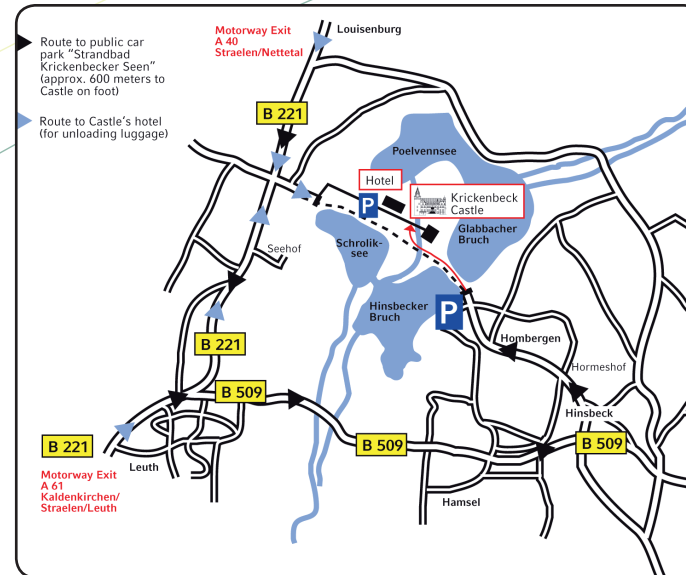 Route to public car
park “Strandbad
Krickenbecker Seen”
(approx. 600 meters to
Castle on foot)
Route to Castle's hotel
(for unloading luggage)
Motorway Exit
A 40
Straelen/Nettetal
Louisenburg
B 221
Poelvennsee
Hotel
P
Krickenbeck
Castle
Glabbacher
Bruch
Schrolik-
see
Seehof
Hinsbecker
Bruch
P
Hombergen
B 221
Hormeshof
B 509
Hinsbeck
B 221
B 509
B 509
Leuth
Motorway Exit
A 61
Kaldenkirchen/
Straelen/Leuth
Hamsel